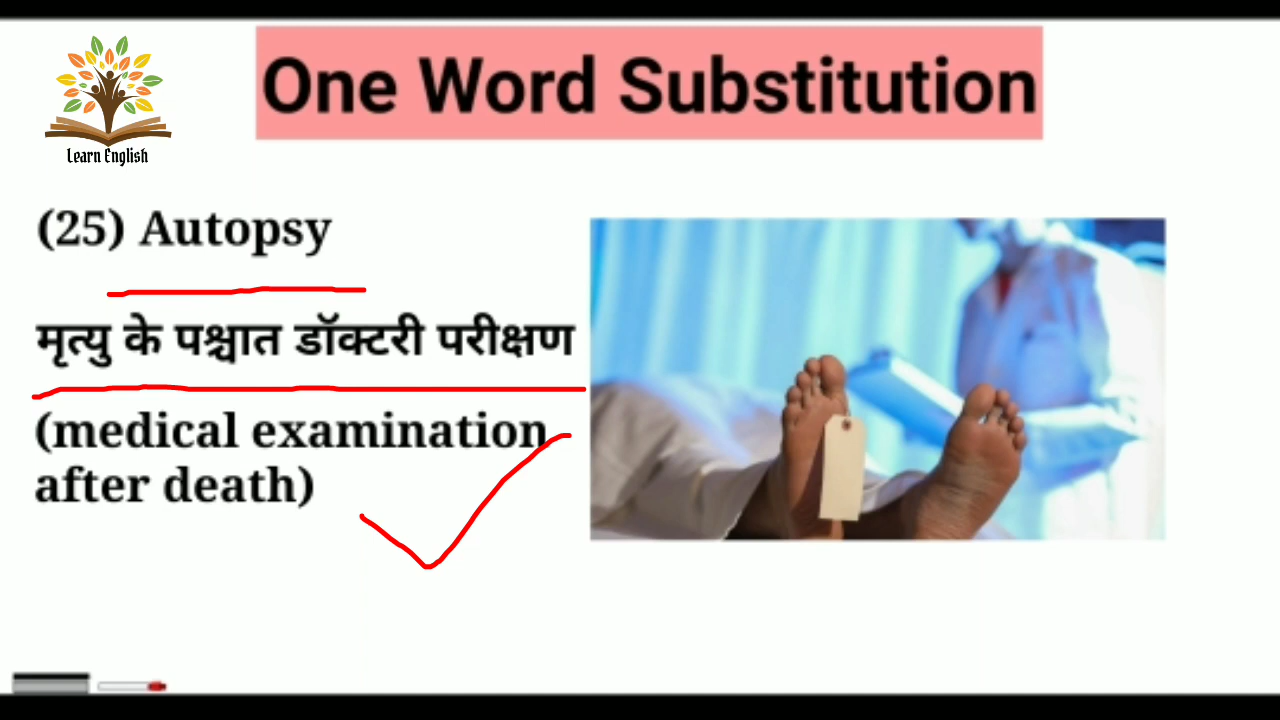 One Word Substitution
Learn English
(25) Autopsy
मृत्यु के पश्चात डॉक्टरी परीक्षण
(medical examination
after death)